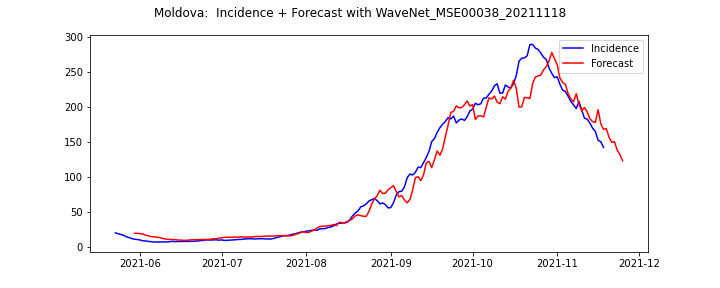 Moldova:  Incidence + Forecast with WaveNet_MSE00038_20211118
300
250
200
150
100
50
0
Incidence
Forecast
2021-06 2021-07 2021-08 2021-09 2021-10 2021-11 2021-12